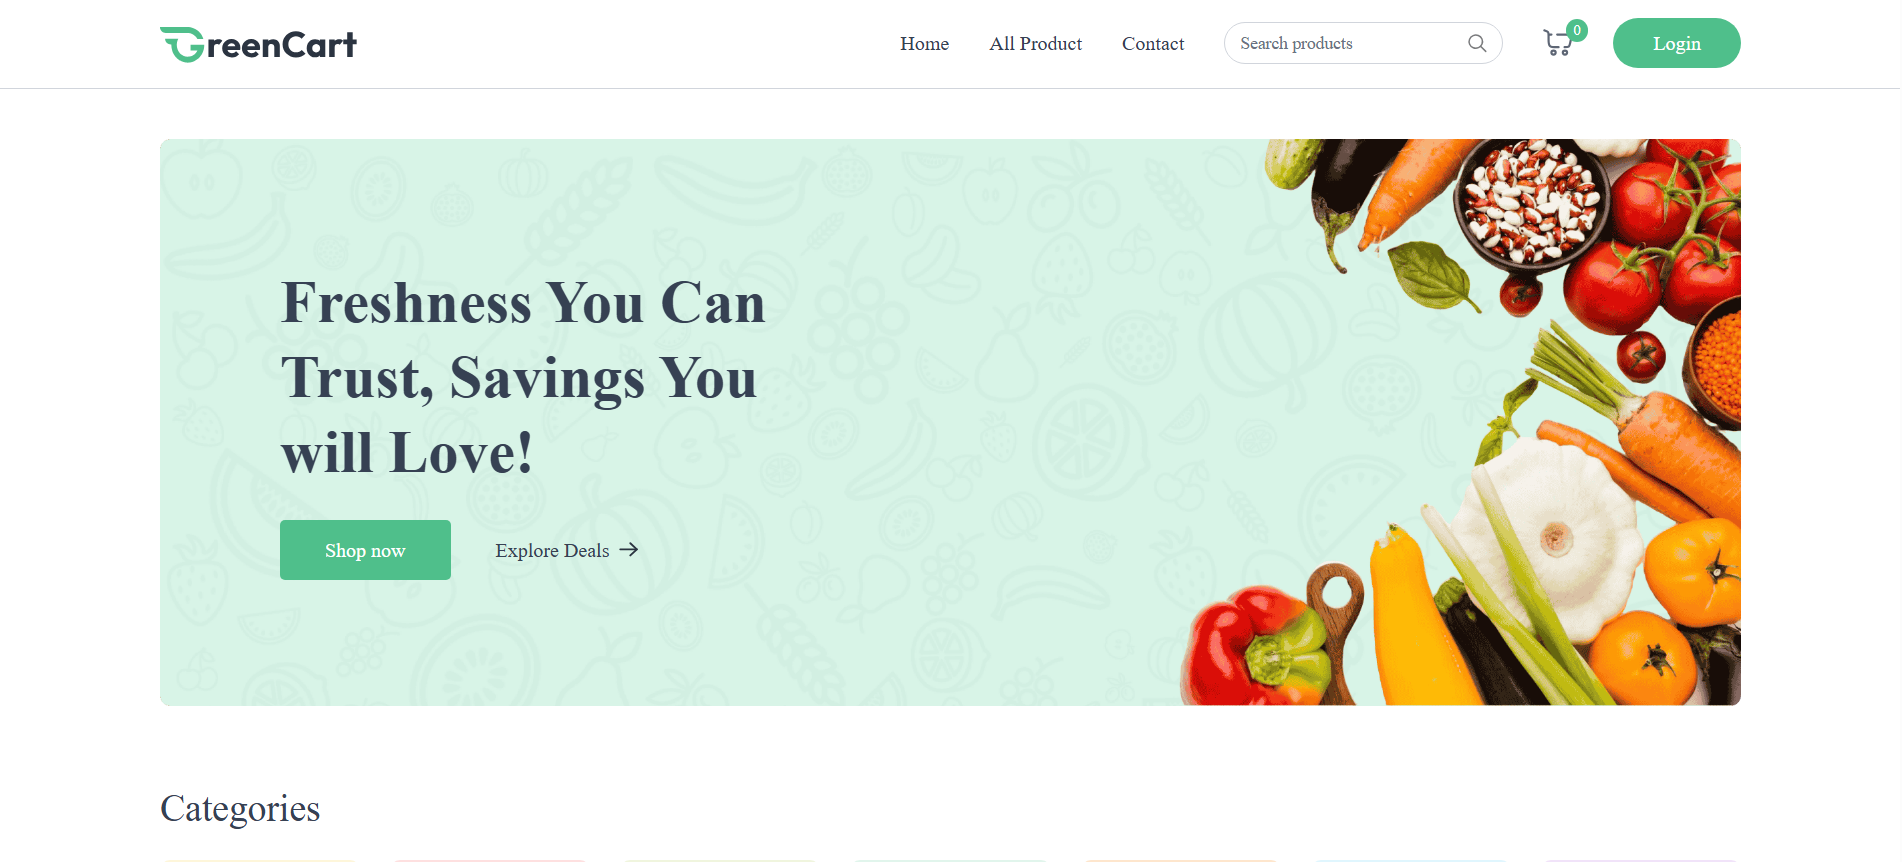 GreenCart
Home
All Product
Contact
Search products
0
Login
Freshness You Can
Trust, Savings You
will Love!
Shop now
Explore Deals
Categories